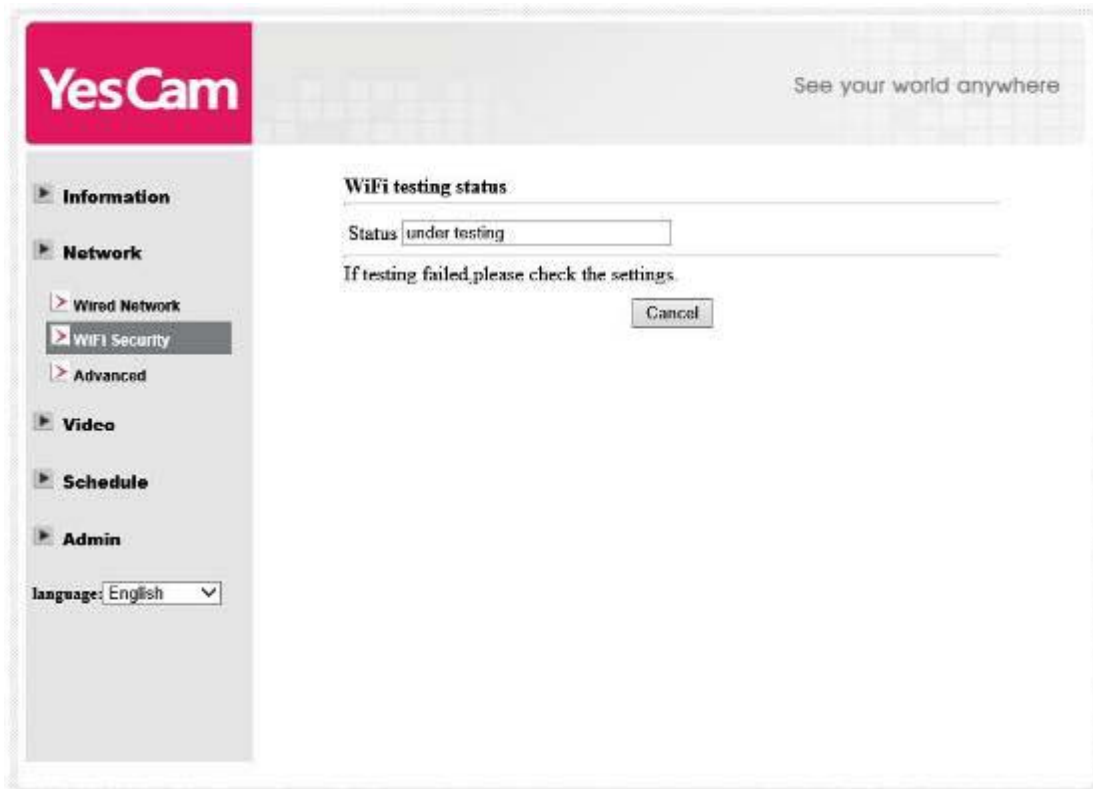 YesCam
See your world anywhere
Information
Network
Wired Network
WiFi Security
Advanced
Video
Schedule
Admin
language: English
WiFi testing status
Status under testing
If testing failed,please check the settings.
Cancel